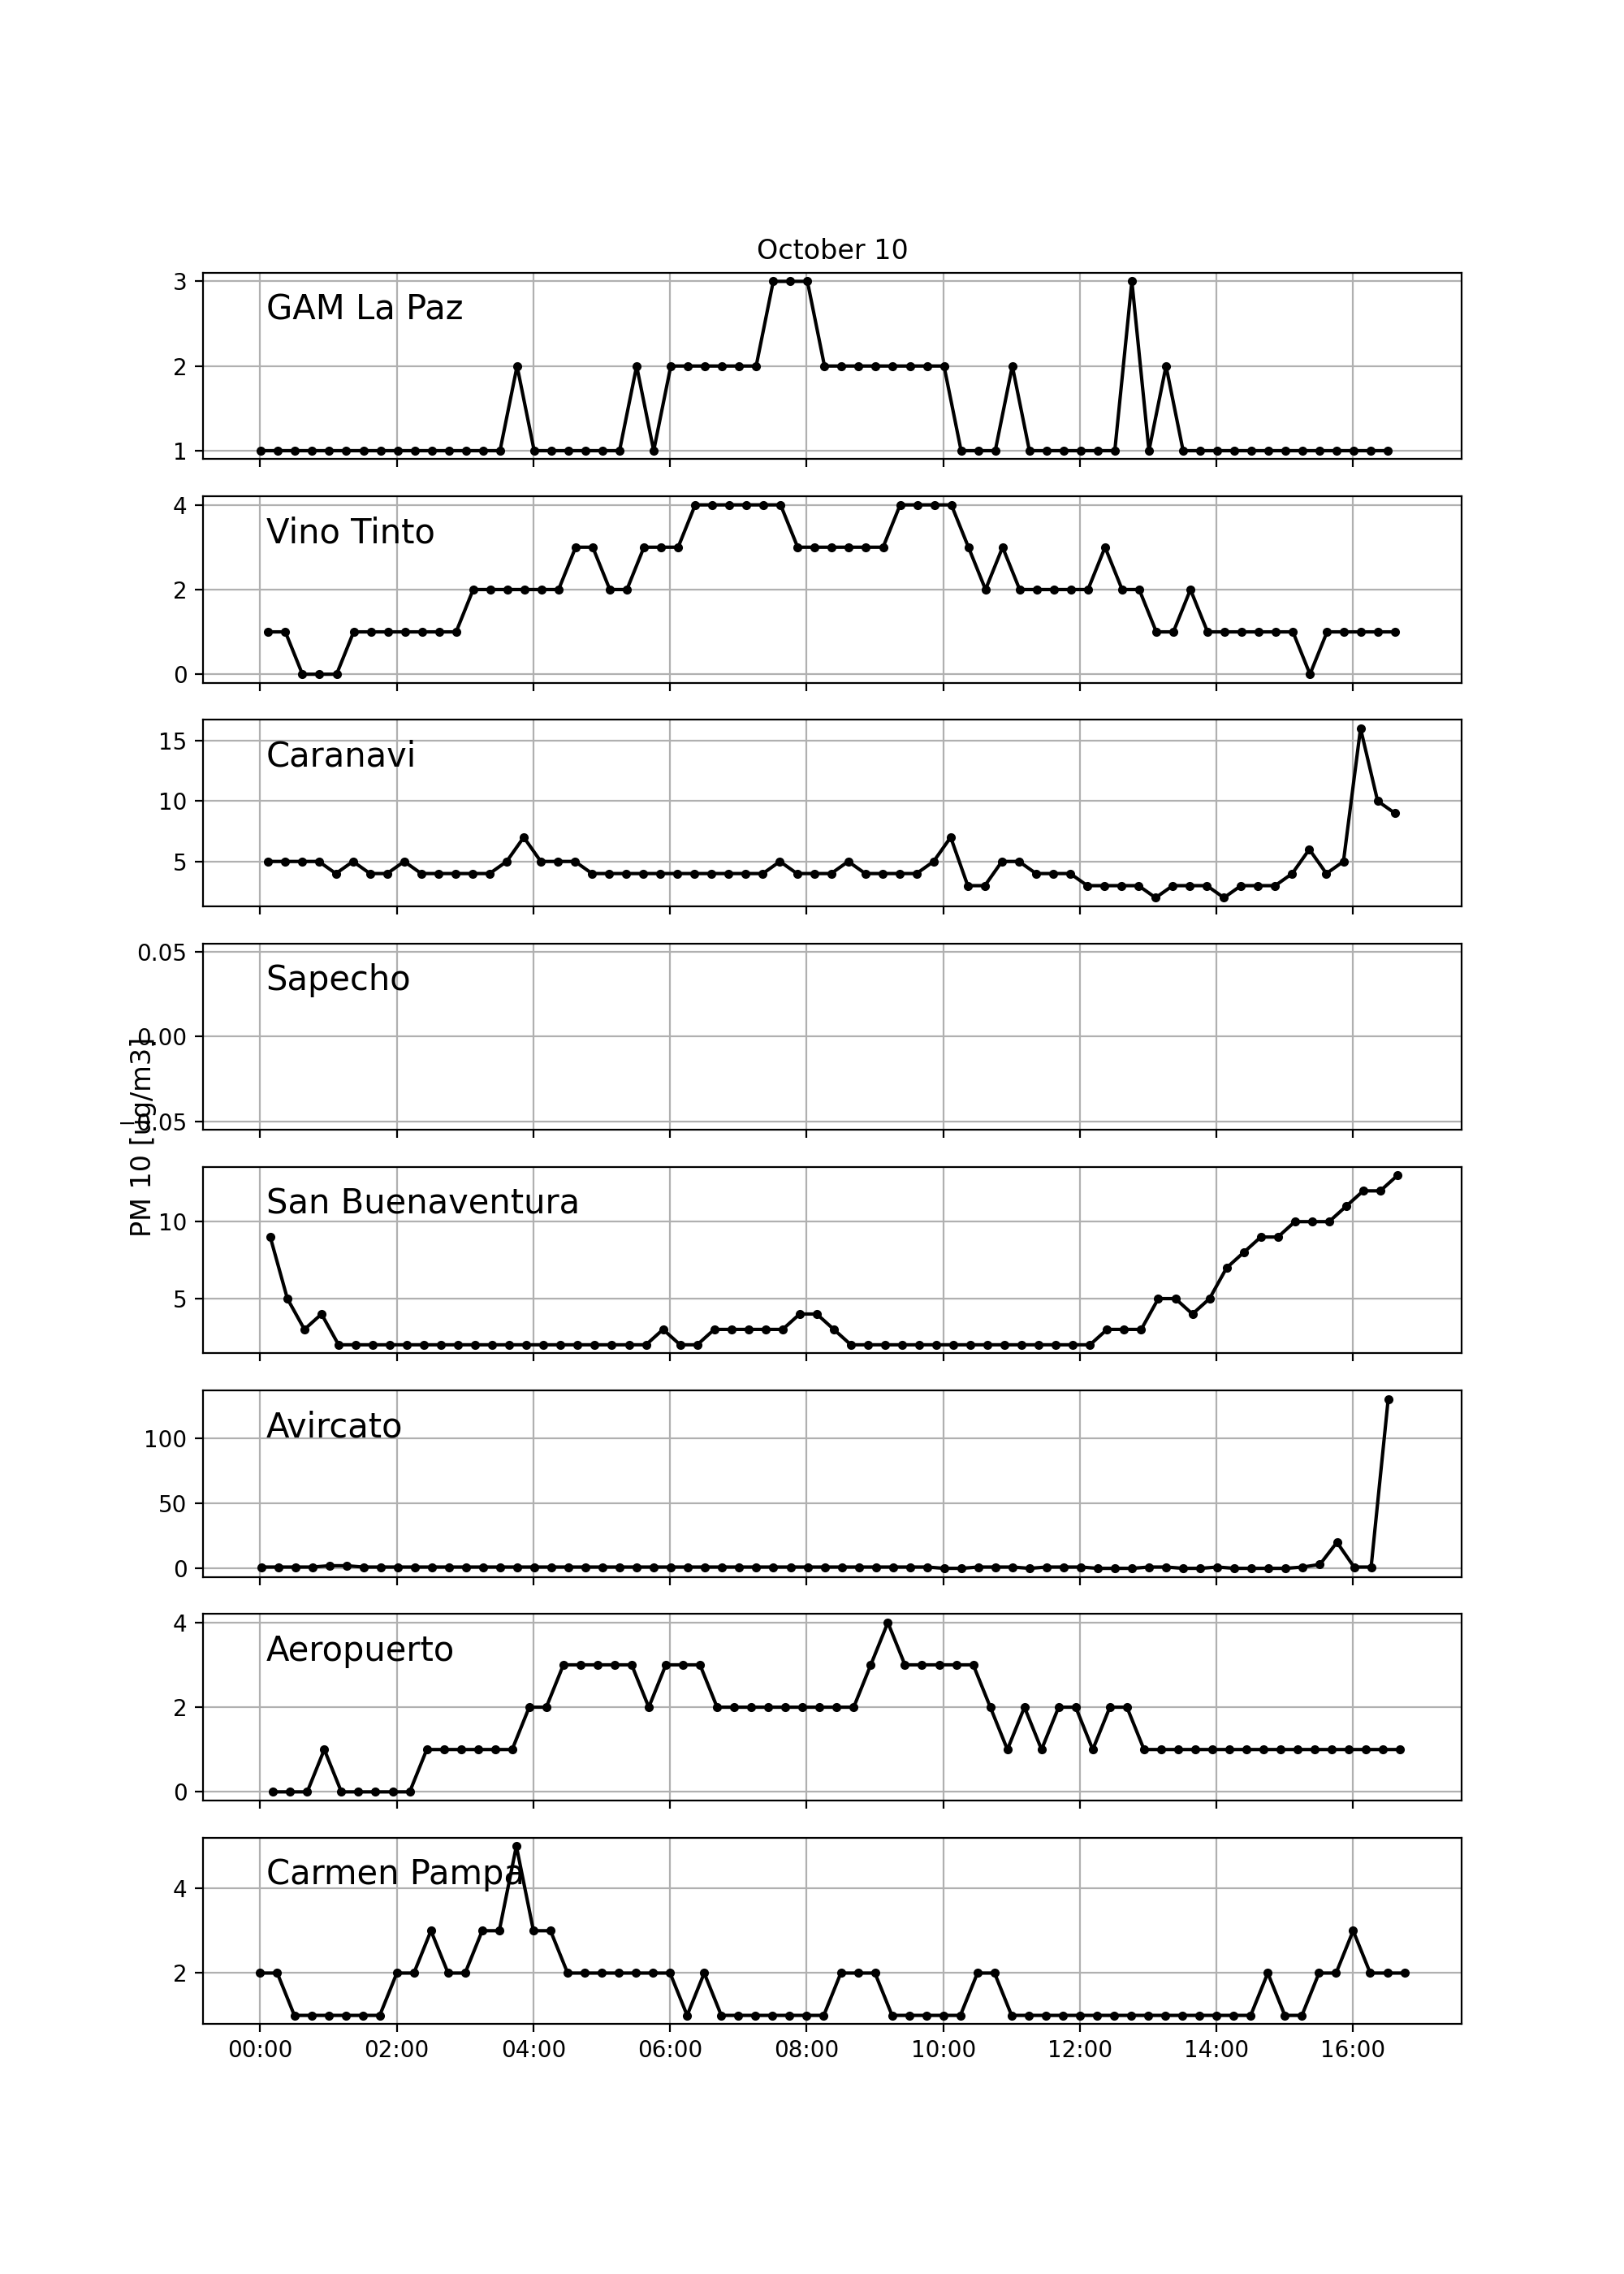 October 10
3
GAM La Paz
2
1
4
Vino Tinto
2
0
15
Caranavi
10
5
0.05
Sapecho
0.00
PM 10 [ug/m3]
−0.05
San Buenaventura
10
5
Avircato
100
50
0
4
Aeropuerto
2
0
Carmen Pampa
4
2
00:00 02:00 04:00 06:00 08:00 10:00 12:00 14:00 16:00